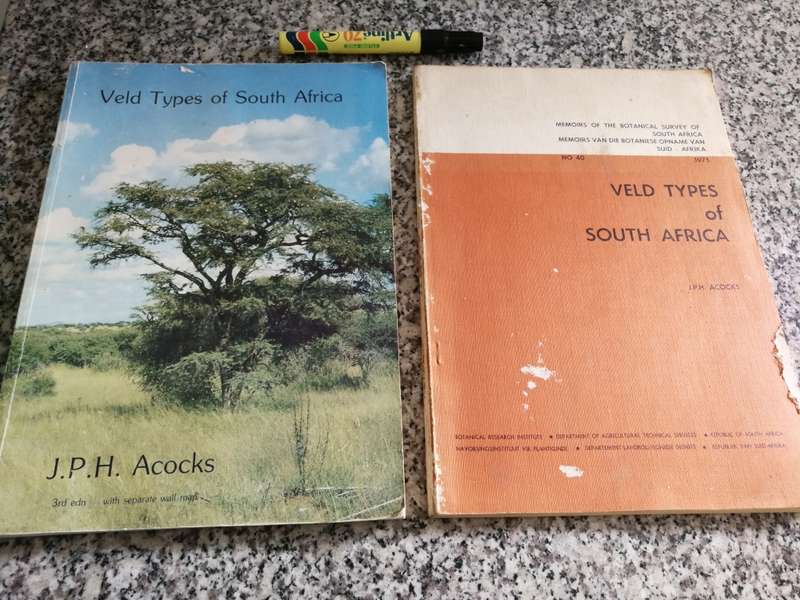 Artline 70
Veld Types of South Africa
J.P.H. Acocks
3rd edn with separate wall map
MEMOIRS OF THE BOTANICAL SURVEY OF
SOUTH AFRICA
MEMOIRS VAN DIE BOTANIESE OPNAME VAN
SUID - AFRIKA
NO 40 1975
VELD TYPES
of
SOUTH AFRICA
J.P.H. ACOCKS
BOTANICAL RESEARCH INSTITUTE ★ DEPARTMENT OF AGRICULTURAL TECHNICAL SERVICES ★ REPUBLIC OF SOUTH AFRICA
NAVORSINGSINSTITUUT VIR PLANTKUNDE ★ DEPARTEMENT LANDBOU-TEGNIESE DIENSTE ★ REPUBLIEK VAN SUID-AFRIKA